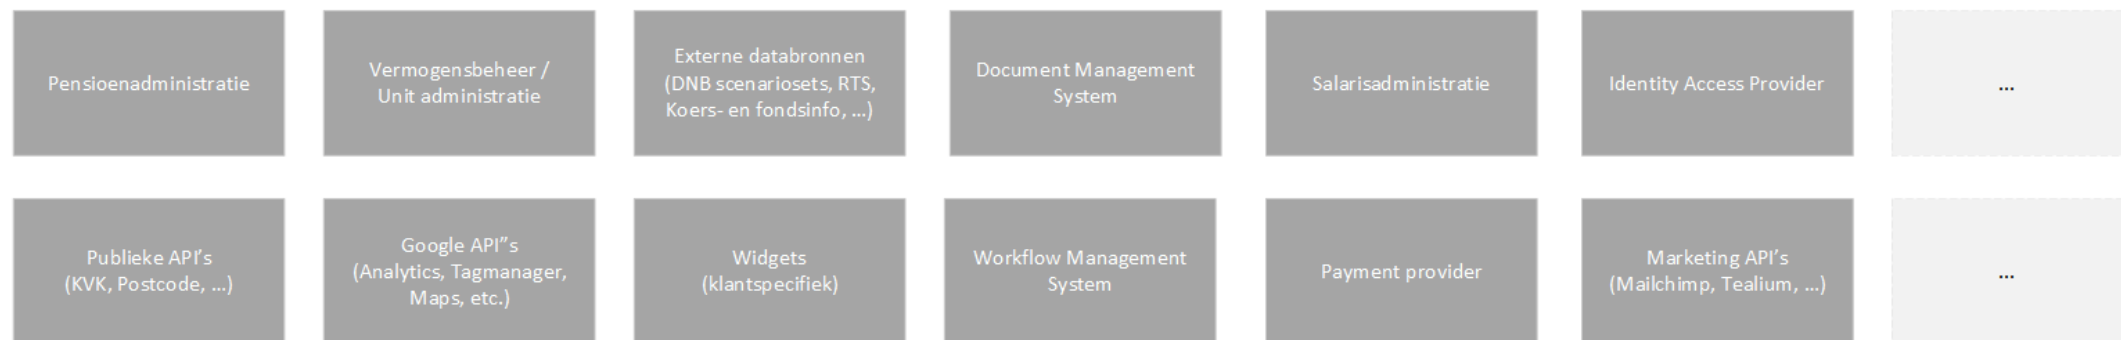 Pensioenadministratie
Vermogensbeheer /
Unit administratie
Externe databronnen
(DNB scenariosets, RTS,
Koers- en fondsinfo, ...)
Document Management
System
Salarisadministratie
Identity Access Provider
...
Publieke API's
(KVK, Postcode, ...)
Google API"s
(Analytics, Tagmanager,
Maps, etc.)
Widgets
(klantspecifiek)
Workflow Management
System
Payment provider
Marketing API's
(Mailchimp, Tealium, ...)
...